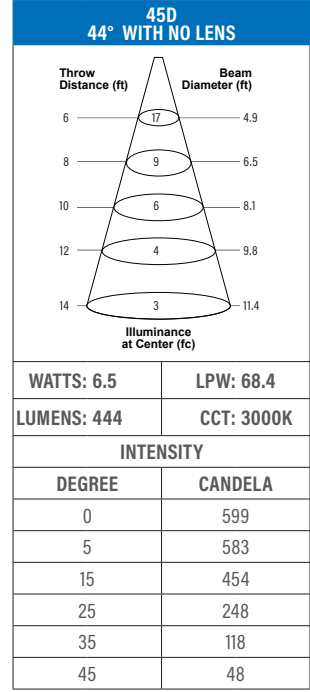 45D
44° WITH NO LENS
Throw Distance (ft)
Beam Diameter (ft)
6 17 4.9
8 9 6.5
10 6 8.1
12 4 9.8
14 3 11.4
Illuminance
at Center (fc)
WATTS: 6.5 LPW: 68.4
LUMENS: 444 CCT: 3000K
INTENSITY
DEGREE CANDELA
0 599
5 583
15 454
25 248
35 118
45 48